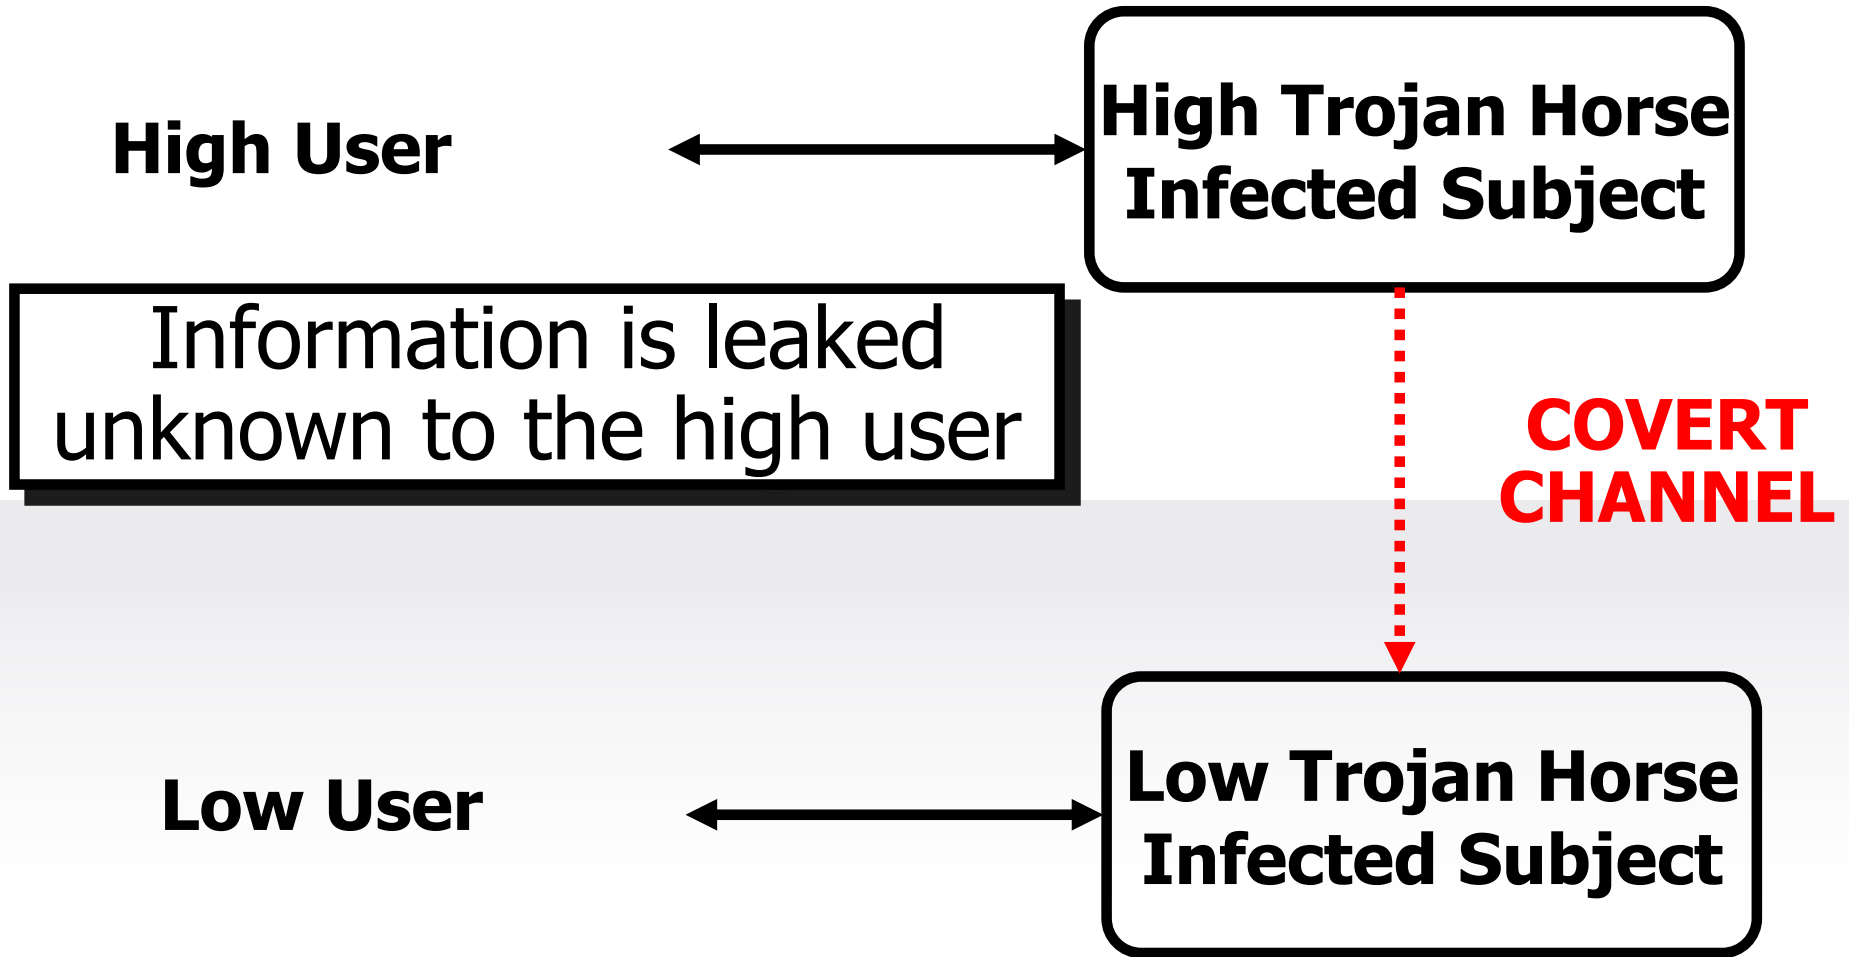 High User
High Trojan Horse
Infected Subject
Information is leaked
unknown to the high user
COVERT
CHANNEL
Low User
Low Trojan Horse
Infected Subject